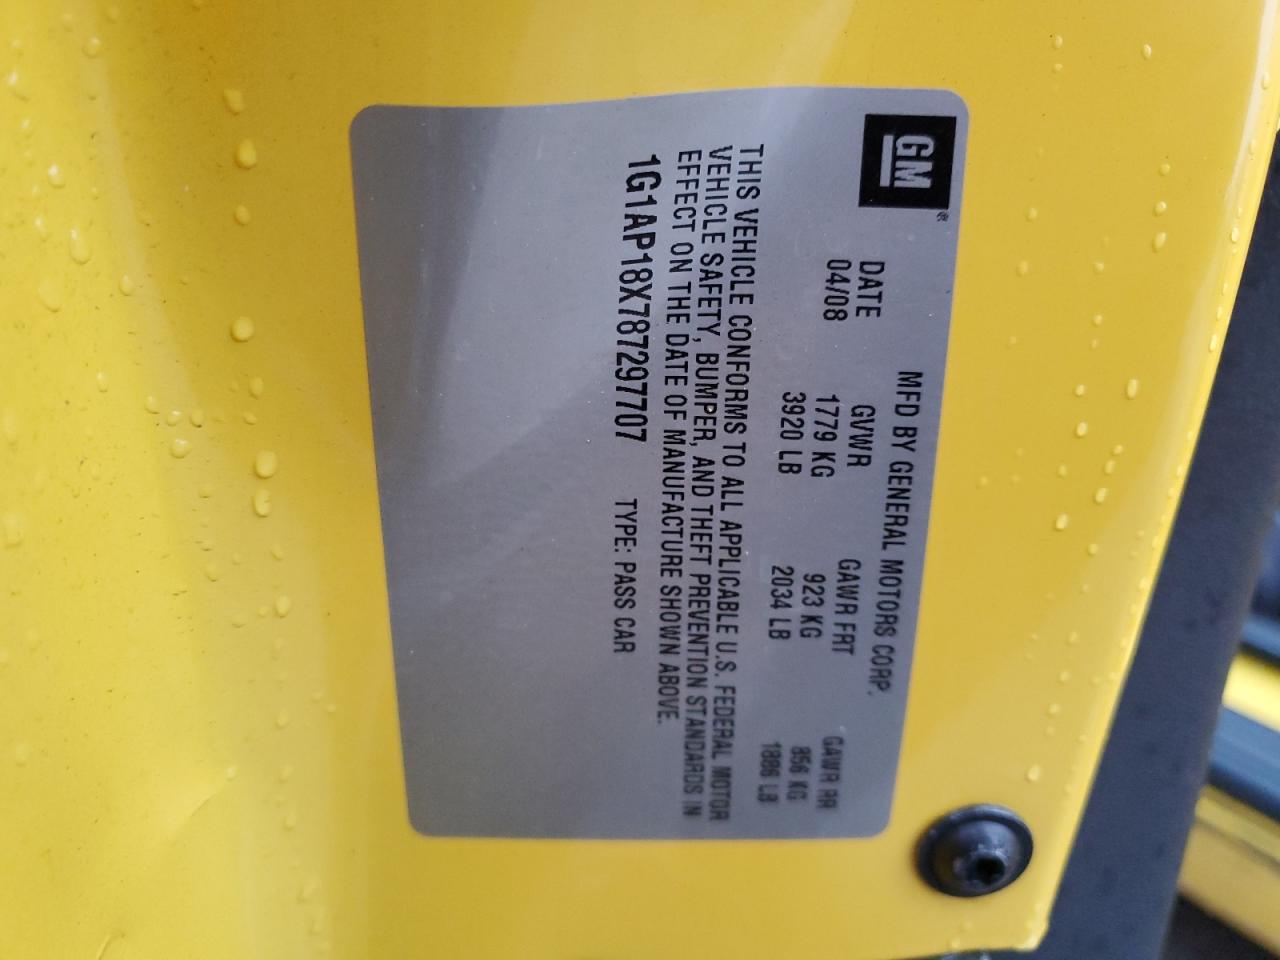 GM®
MFD BY GENERAL MOTORS CORP.
DATE GVWR GAWR FRT GAWR RR
04/08 1779 KG 923 KG 856 KG
3920 LB 2034 LB 1886 LB
THIS VEHICLE CONFORMS TO ALL APPLICABLE U.S. FEDERAL MOTOR
VEHICLE SAFETY, BUMPER, AND THEFT PREVENTION STANDARDS IN
EFFECT ON THE DATE OF MANUFACTURE SHOWN ABOVE.
1G1AP18X787297707 TYPE: PASS CAR